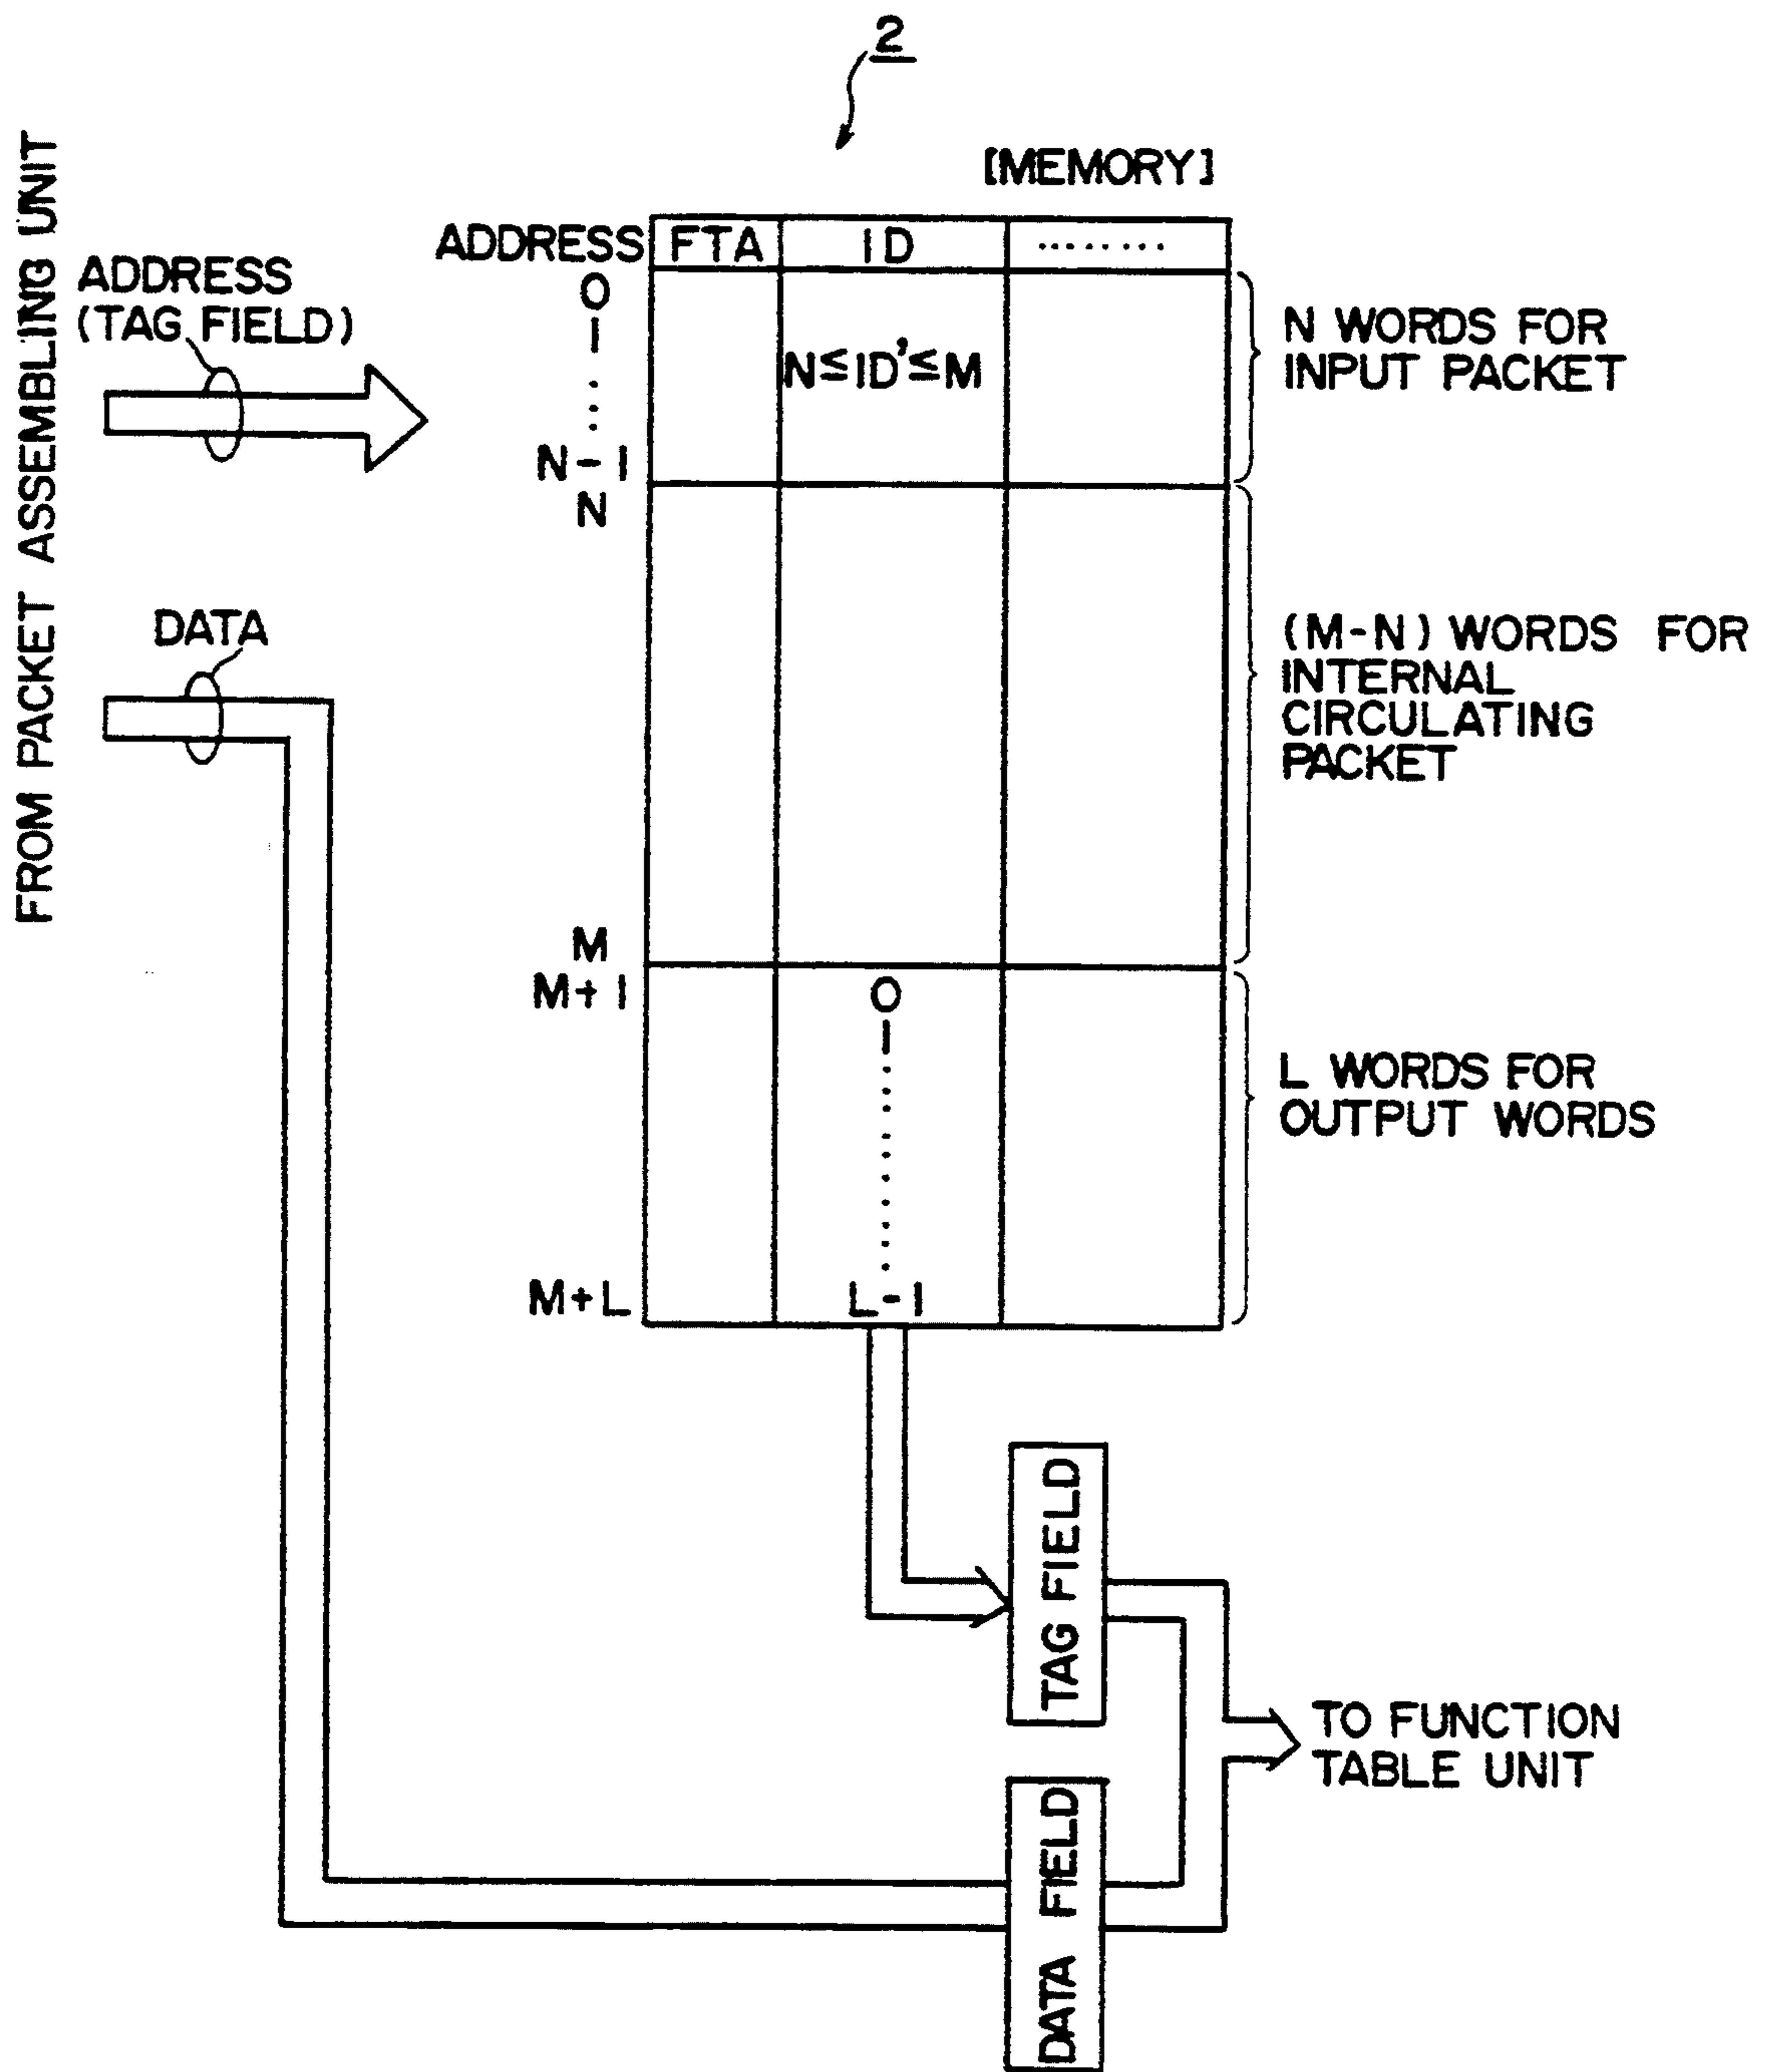 2
[MEMORY]
FROM PACKET ASSEMBLING UNIT
ADDRESS
(TAG FIELD)
DATA
ADDRESS FTA ID ........
0
1
N-1
N≤ID'≤M
N WORDS FOR
INPUT PACKET
N
M
(M-N) WORDS FOR
INTERNAL
CIRCULATING
PACKET
M+1
M+L
0
1
L-1
L WORDS FOR
OUTPUT WORDS
TAG FIELD
DATA FIELD
TO FUNCTION
TABLE UNIT